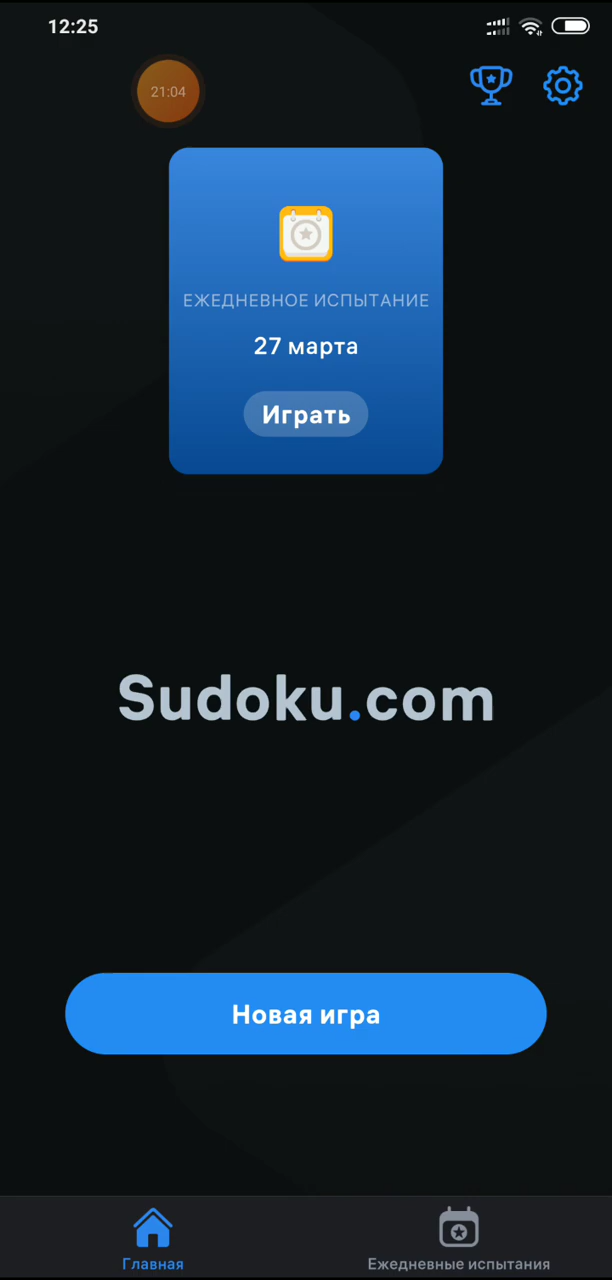 12:25
21:04
ЕЖЕДНЕВНОЕ ИСПЫТАНИЕ
27 марта
Играть
Sudoku.com
Новая игра
Главная
Ежедневные испытания